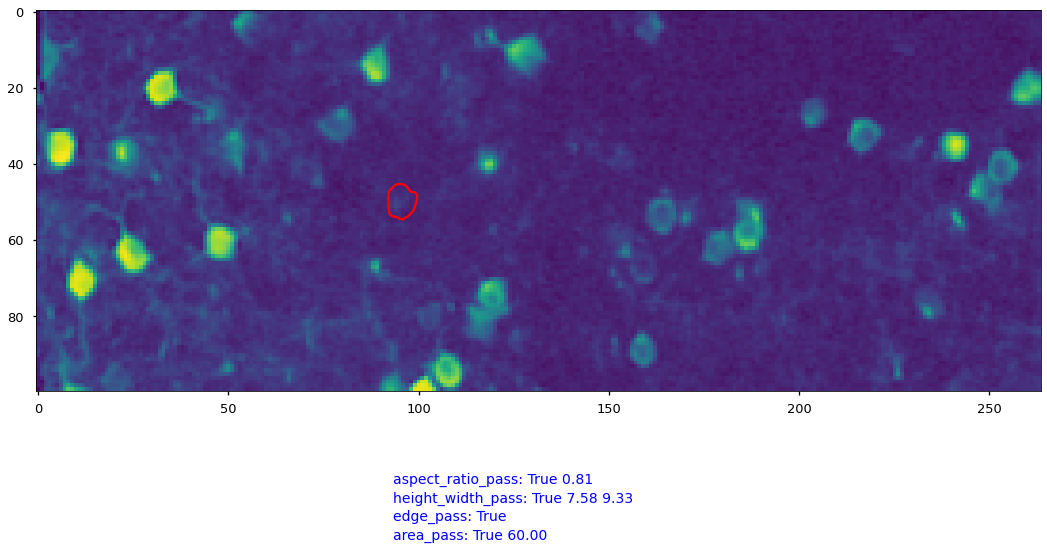 0
20
40
60
80
0 50 100 150 200 250
aspect_ratio_pass: True 0.81
height_width_pass: True 7.58 9.33
edge_pass: True
area_pass: True 60.00